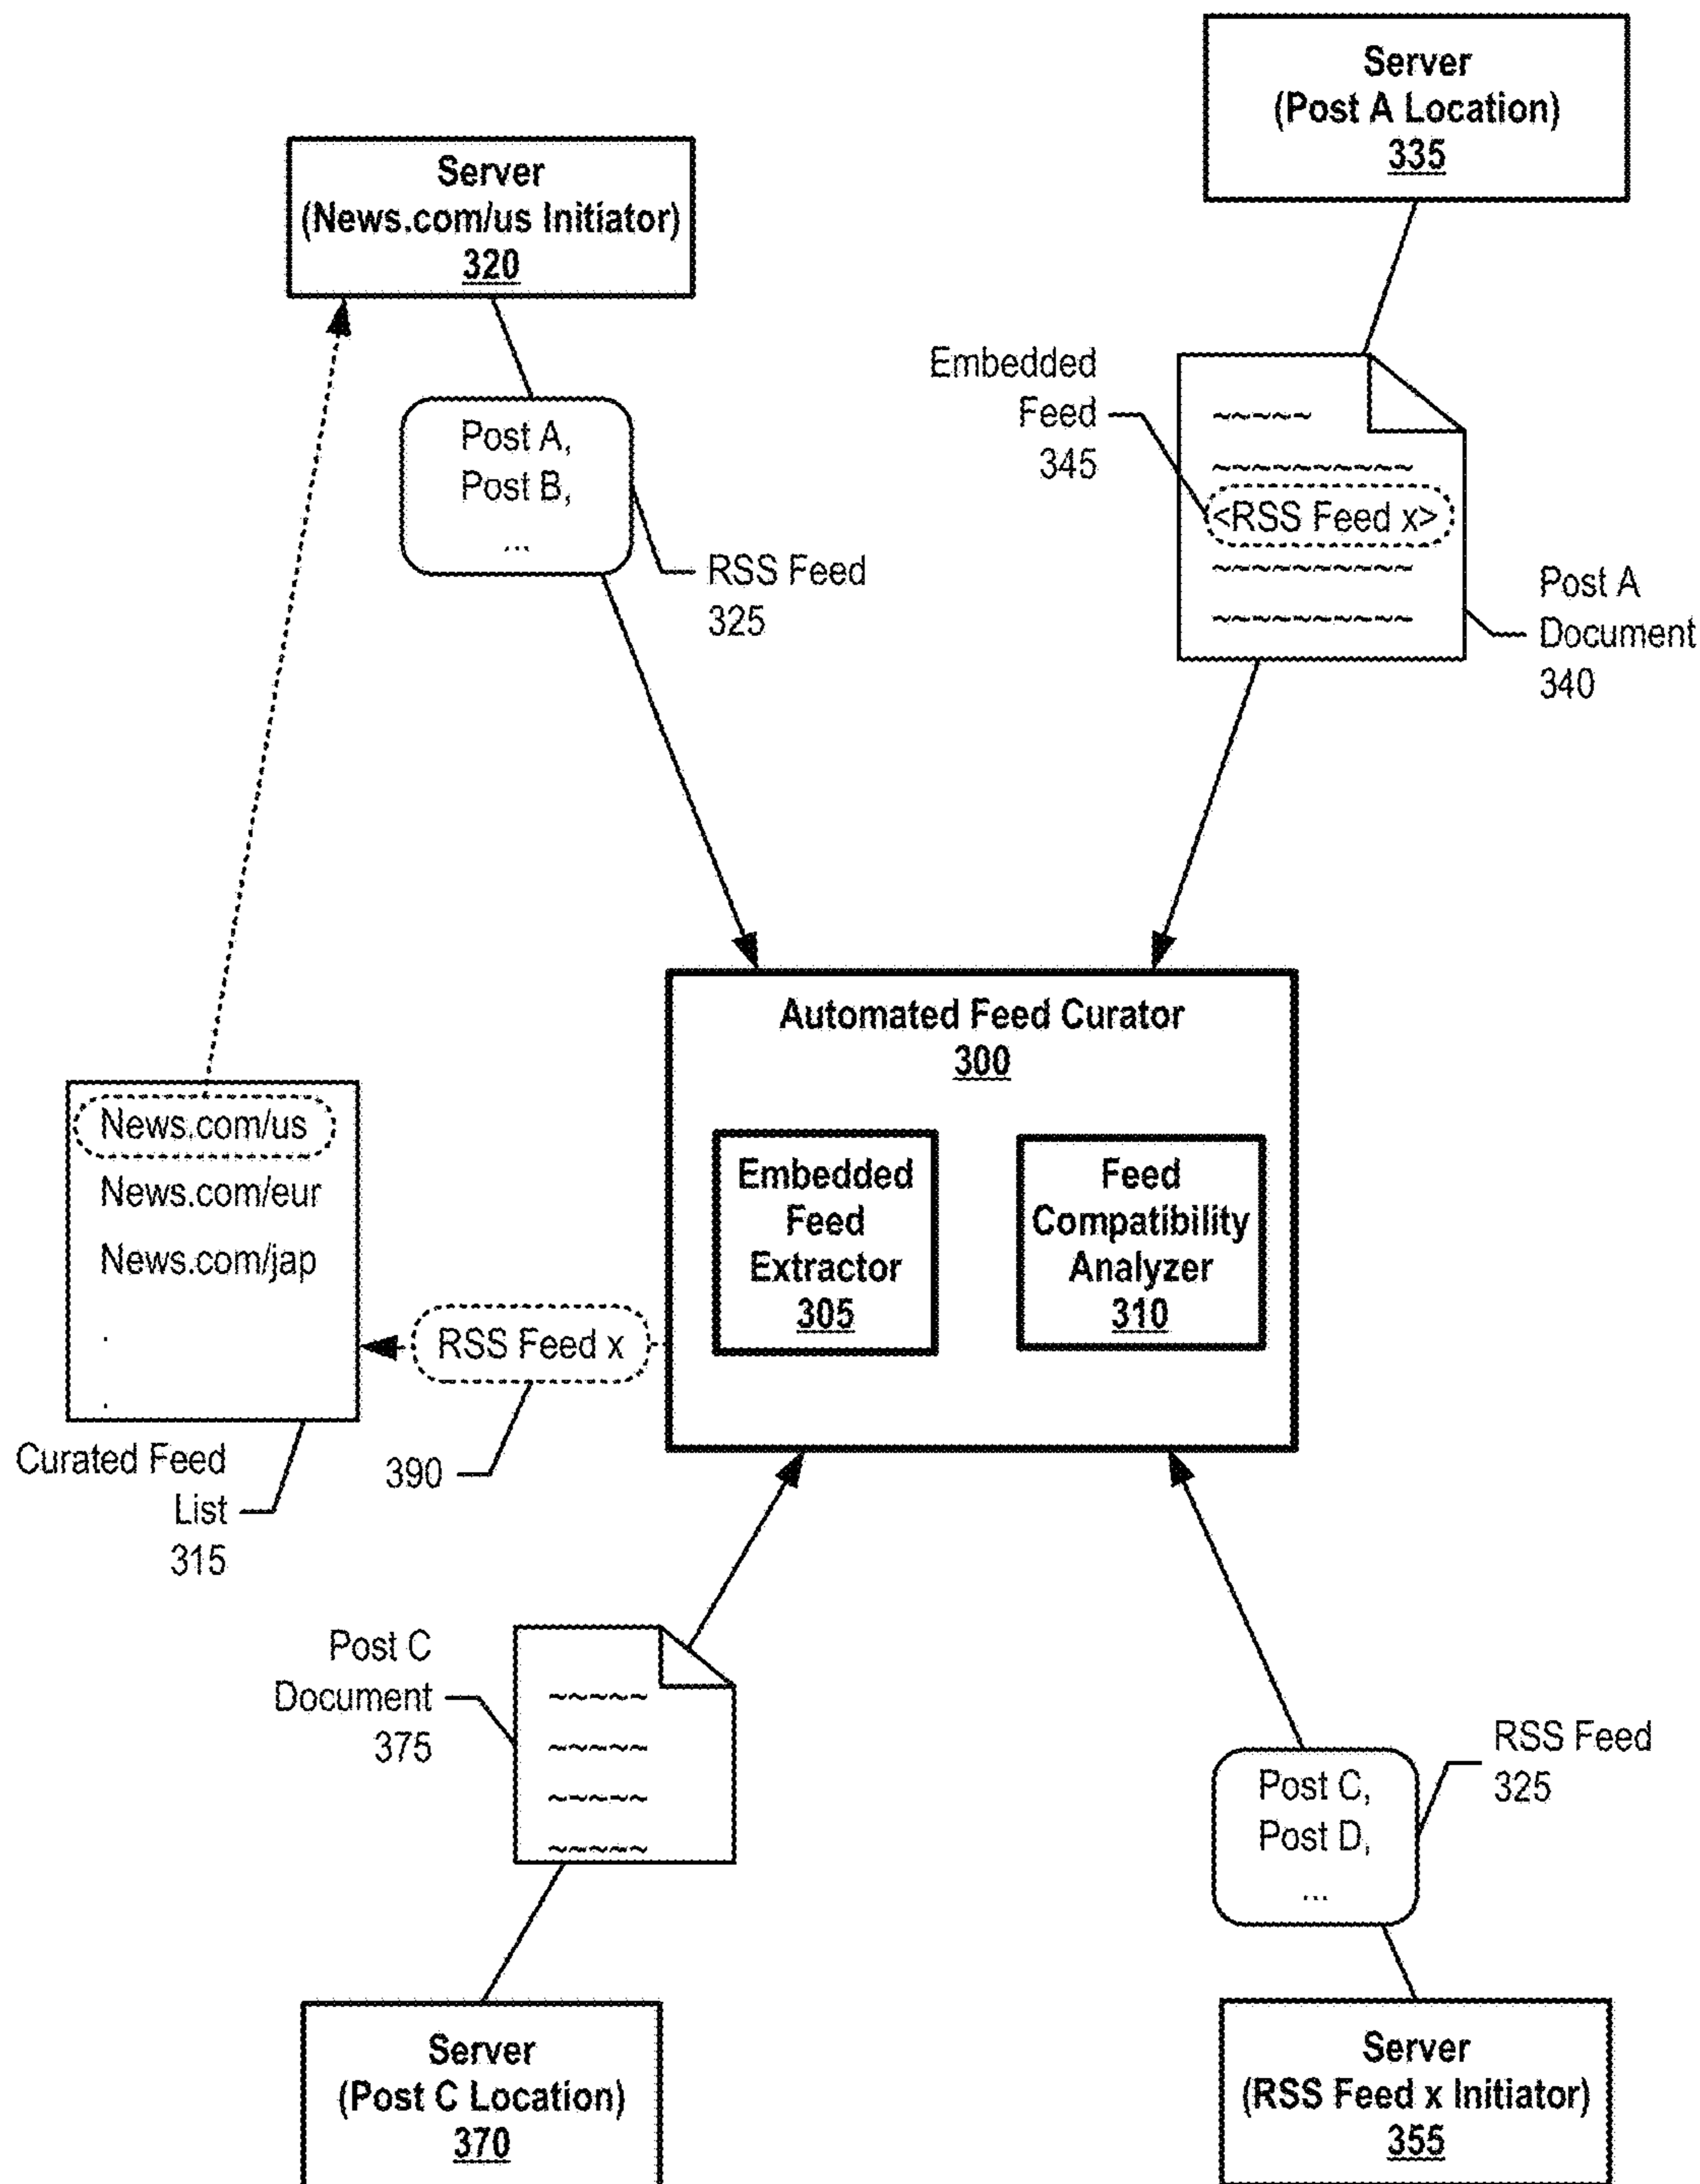 Server
(Post A Location)
335
Server
(News.com/us Initiator)
320
Embedded
Feed
345
Post A,
Post B,
...
<RSS Feed x>
RSS Feed
325
Post A
Document
340
Automated Feed Curator
300
News.com/us
News.com/eur
News.com/jap
.
.
Embedded
Feed
Extractor
305
Feed
Compatibility
Analyzer
310
RSS Feed x
Curated Feed
List
315
390
Post C
Document
375
RSS Feed
325
Post C,
Post D,
...
Server
(Post C Location)
370
Server
(RSS Feed x Initiator)
355